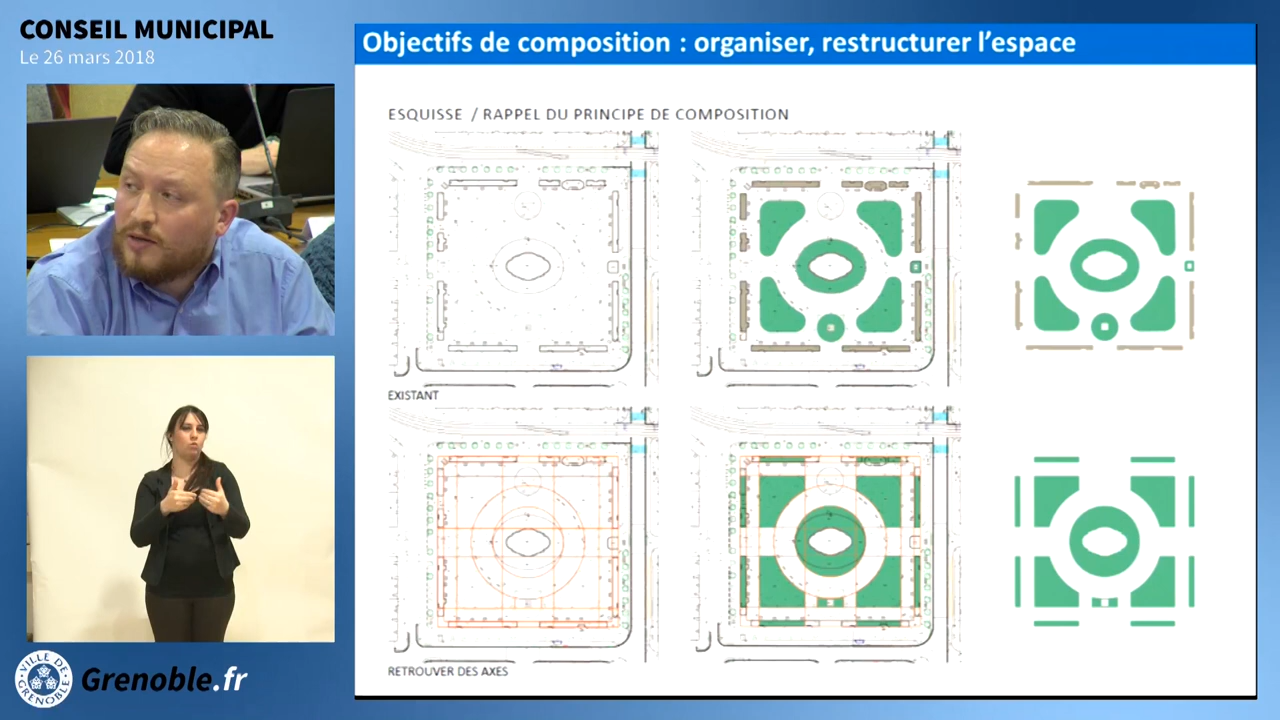 CONSEIL MUNICIPAL
Le 26 mars 2018
Objectifs de composition : organiser, restructurer l'espace
ESQUISSE / RAPPEL DU PRINCIPE DE COMPOSITION
EXISTANT
RETROUVER DES AXES
VILLE DE GRENOBLE
Grenoble.fr